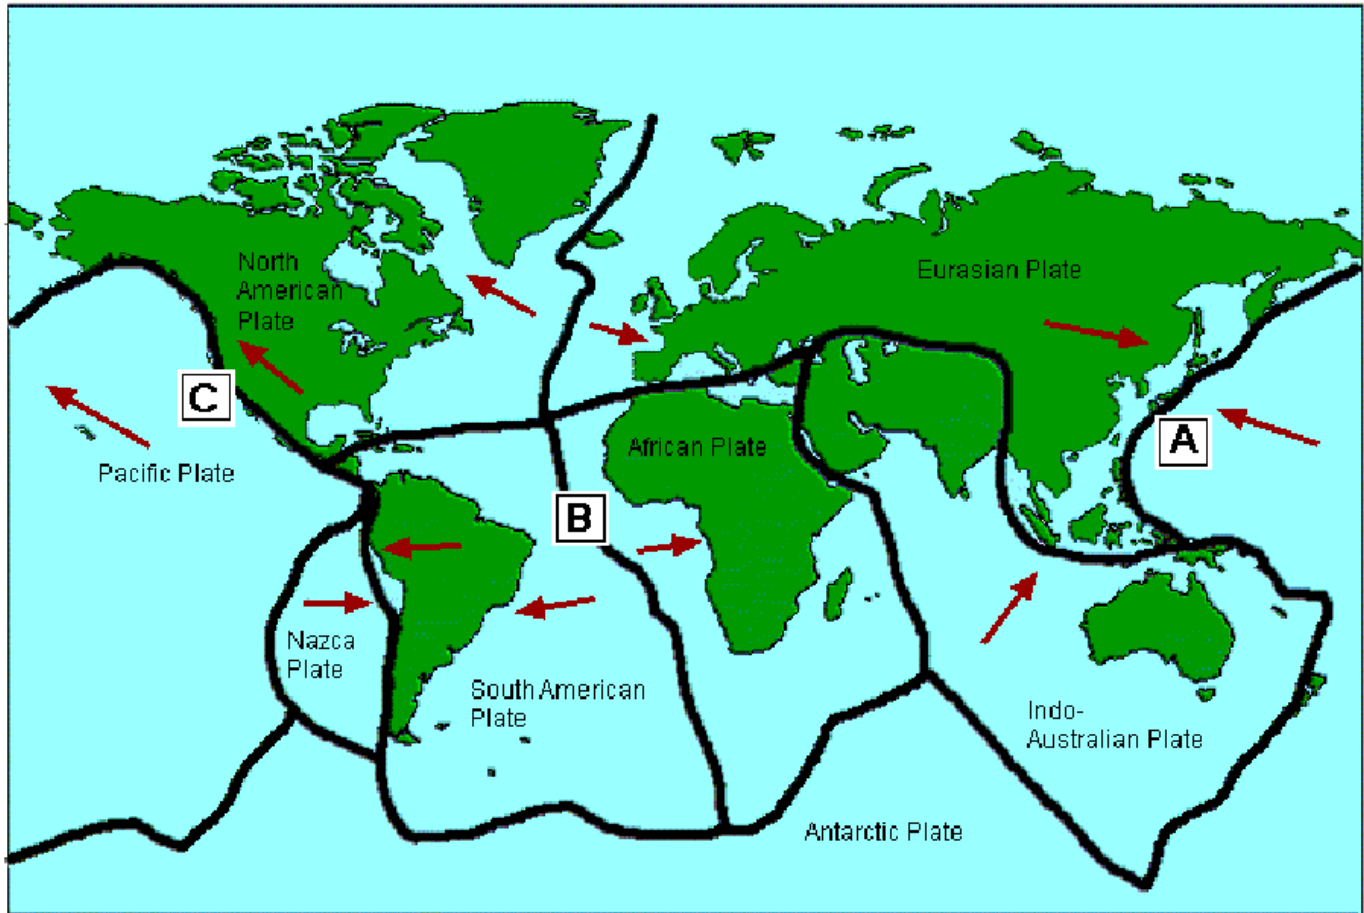 North
American
Plate
Eurasian Plate
C
A
African Plate
Pacific Plate
B
Nazca
Plate
South American
Plate
Indo-
Australian Plate
Antarctic Plate